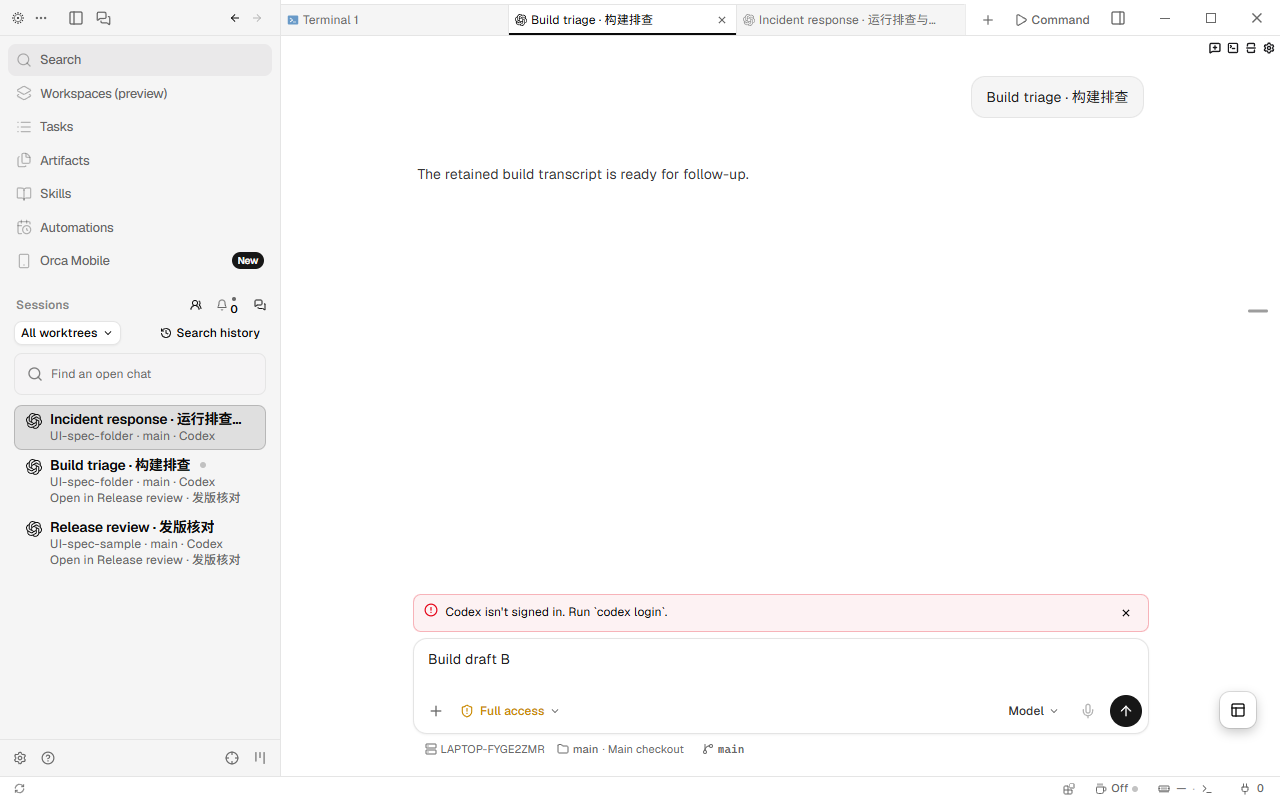 Terminal 1
Build triage · 构建排查
Incident response · 运行排查与…
Command
Search
Workspaces (preview)
Tasks
Artifacts
Skills
Automations
Orca Mobile
New
Sessions
0
All worktrees
Search history
Find an open chat
Incident response · 运行排查…
UI-spec-folder · main · Codex
Build triage · 构建排查
UI-spec-folder · main · Codex
Open in Release review · 发版核对
Release review · 发版核对
UI-spec-sample · main · Codex
Open in Release review · 发版核对
Build triage · 构建排查
The retained build transcript is ready for follow-up.
Codex isn't signed in. Run `codex login`.
Build draft B
Full access
Model
LAPTOP-FYGE2ZMR
main · Main checkout
main
Off
— ·
0